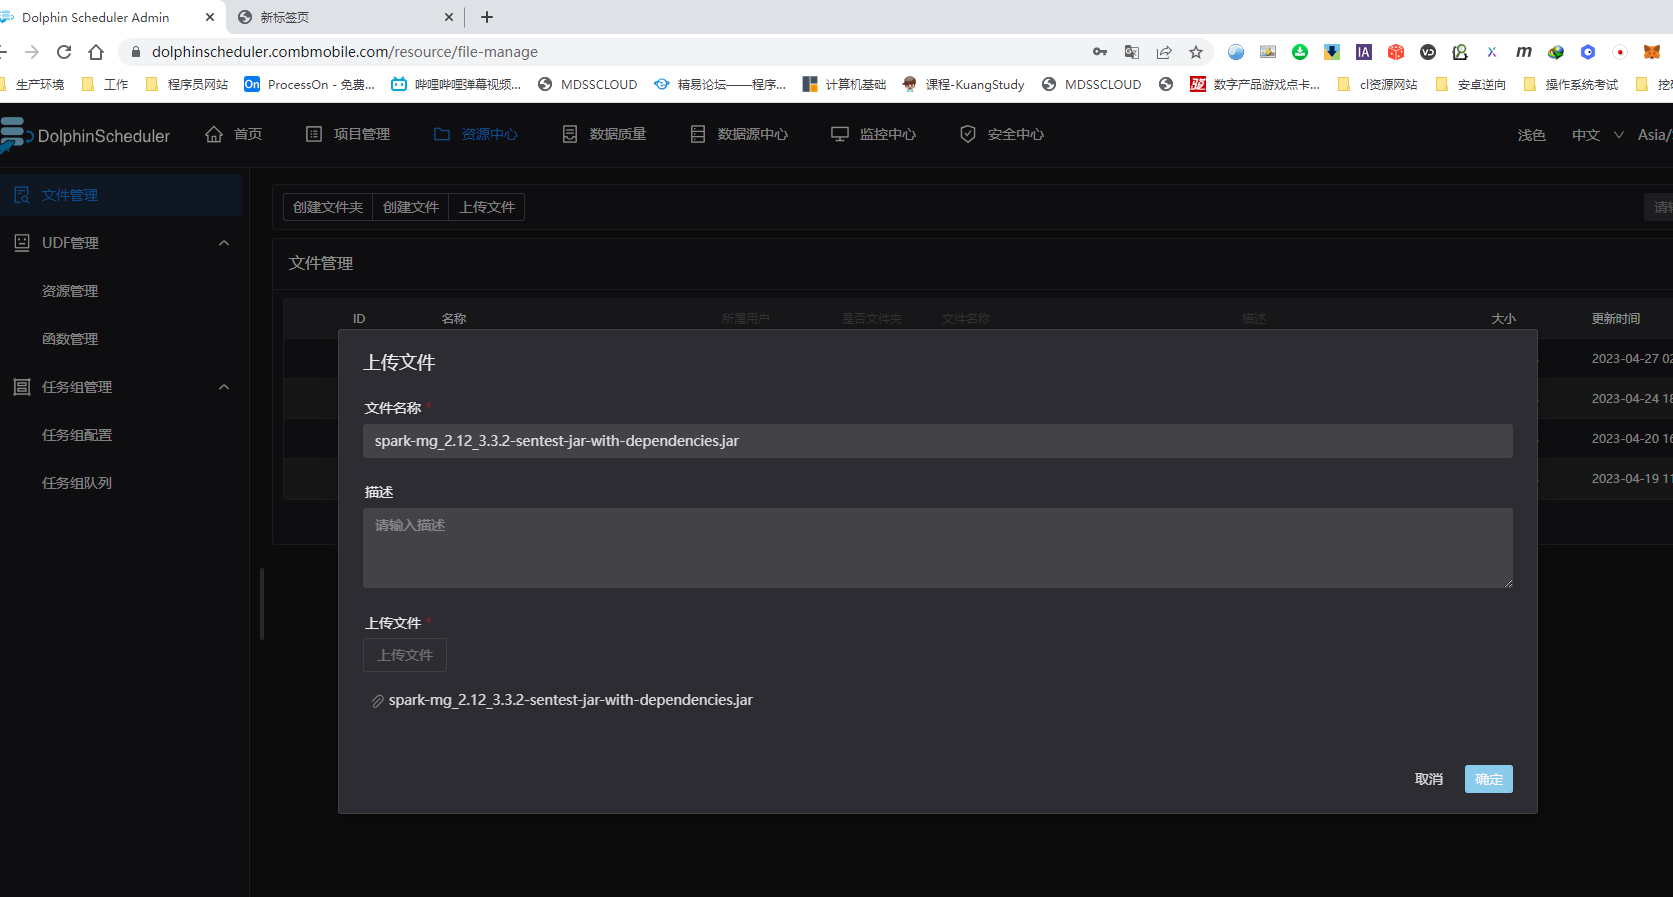 Dolphin Scheduler Admin
新标签页
dolphinscheduler.combmobile.com/resource/file-manage
生产环境
工作
程序员网站
On
ProcessOn - 免费...
哔哩哔哩弹幕视频...
MDSSCLOUD
精易论坛——程序...
计算机基础
课程-KuangStudy
MDSSCLOUD
数字产品游戏点卡...
cl资源网站
安卓逆向
操作系统考试
IA
m
DolphinScheduler
首页
项目管理
资源中心
数据质量
数据源中心
监控中心
安全中心
浅色
中文
Asia/
文件管理
UDF管理
资源管理
函数管理
任务组管理
任务组配置
任务组队列
创建文件夹
创建文件
上传文件
文件管理
ID
名称
所属用户
是否文件夹
文件名称
描述
大小
更新时间
2023-04-27 02
2023-04-24 18
2023-04-20 16
2023-04-19 11
上传文件
文件名称 *
spark-mg_2.12_3.3.2-sentest-jar-with-dependencies.jar
描述
请输入描述
上传文件 *
上传文件
spark-mg_2.12_3.3.2-sentest-jar-with-dependencies.jar
取消
确定